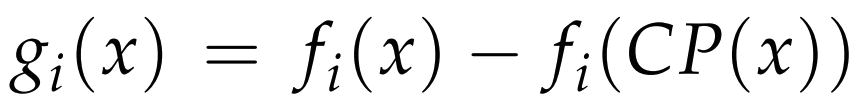 g_i(x) = f_i(x) − f_i(CP(x))